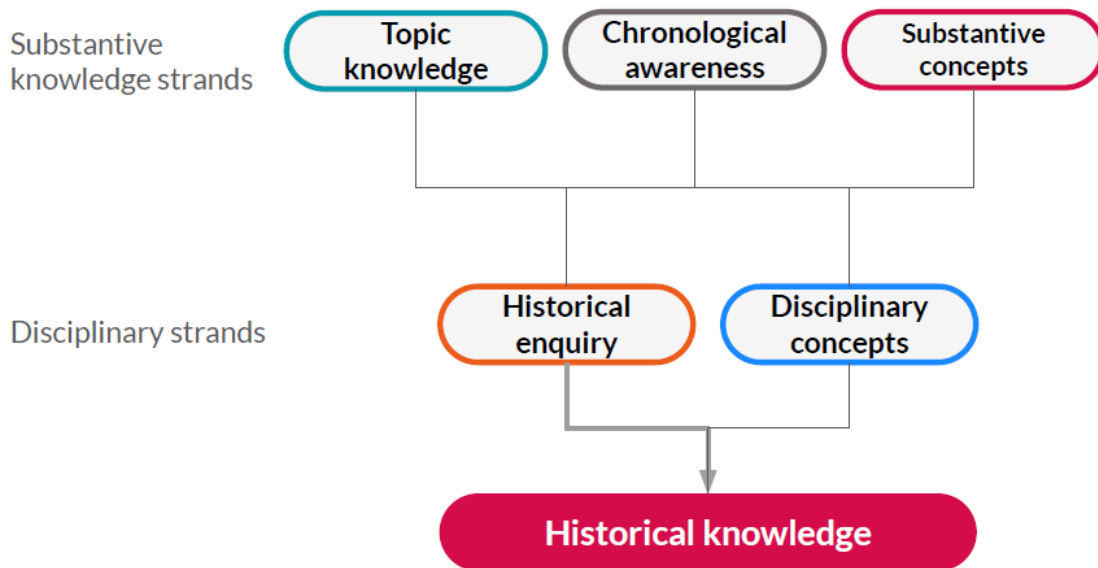 Substantive
knowledge strands
Topic
knowledge
Chronological
awareness
Substantive
concepts
Disciplinary strands
Historical
enquiry
Disciplinary
concepts
Historical knowledge